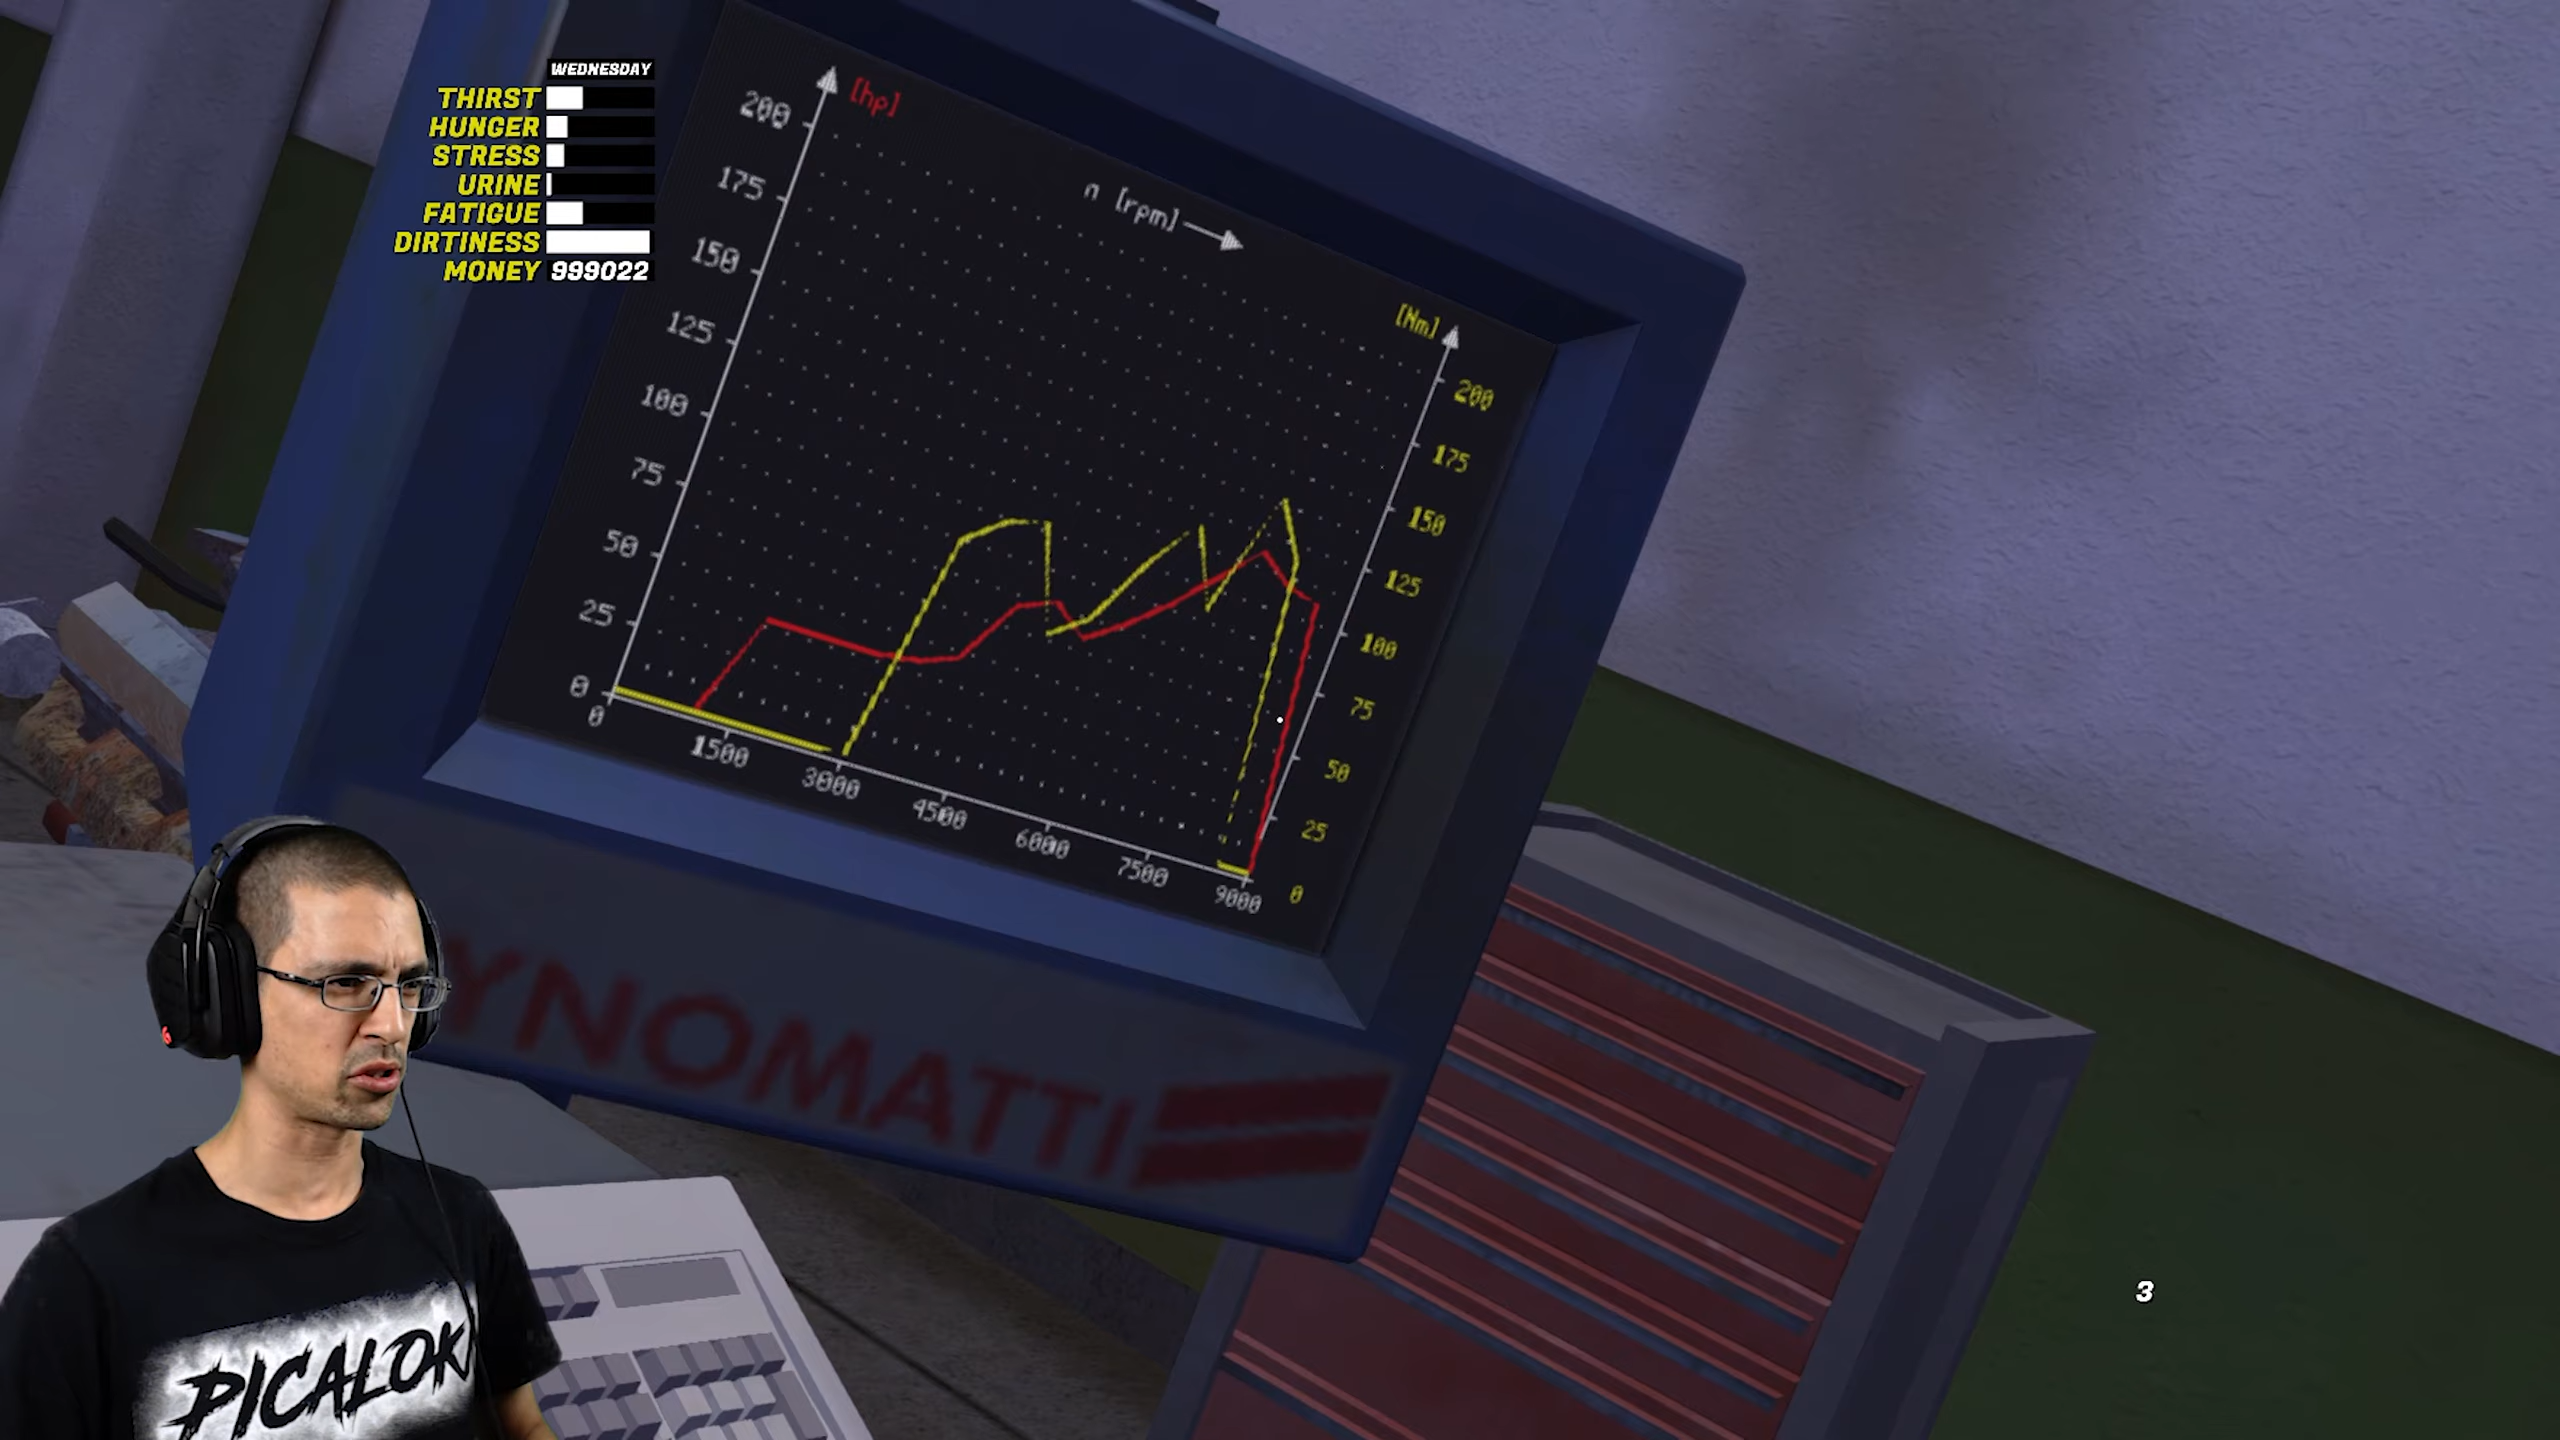 WEDNESDAY
THIRST
HUNGER
STRESS
URINE
FATIGUE
DIRTINESS
MONEY 999022
[hp]
n [rpm]
[Nm]
200
175
150
125
100
75
50
25
0
0
1500
3000
4500
6000
7500
9000
200
175
150
125
100
75
50
25
0
YNOMATTI
PICALOK
3